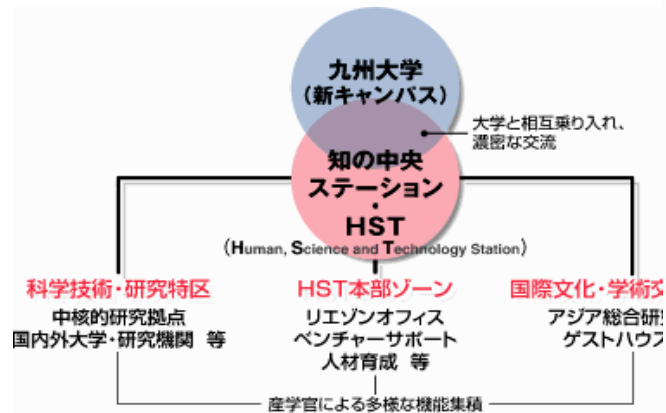 九州大学
（新キャンパス）
大学と相互乗り入れ、
濃密な交流
知の中央
ステーション
・
HST
（Human, Science and Technology Station）
科学技術・研究特区
中核的研究拠点
国内外大学・研究機関 等
HST本部ゾーン
リエゾンオフィス
ベンチャーサポート
人材育成 等
国際文化・学術交
アジア総合研究
ゲストハウス
産学官による多様な機能集積